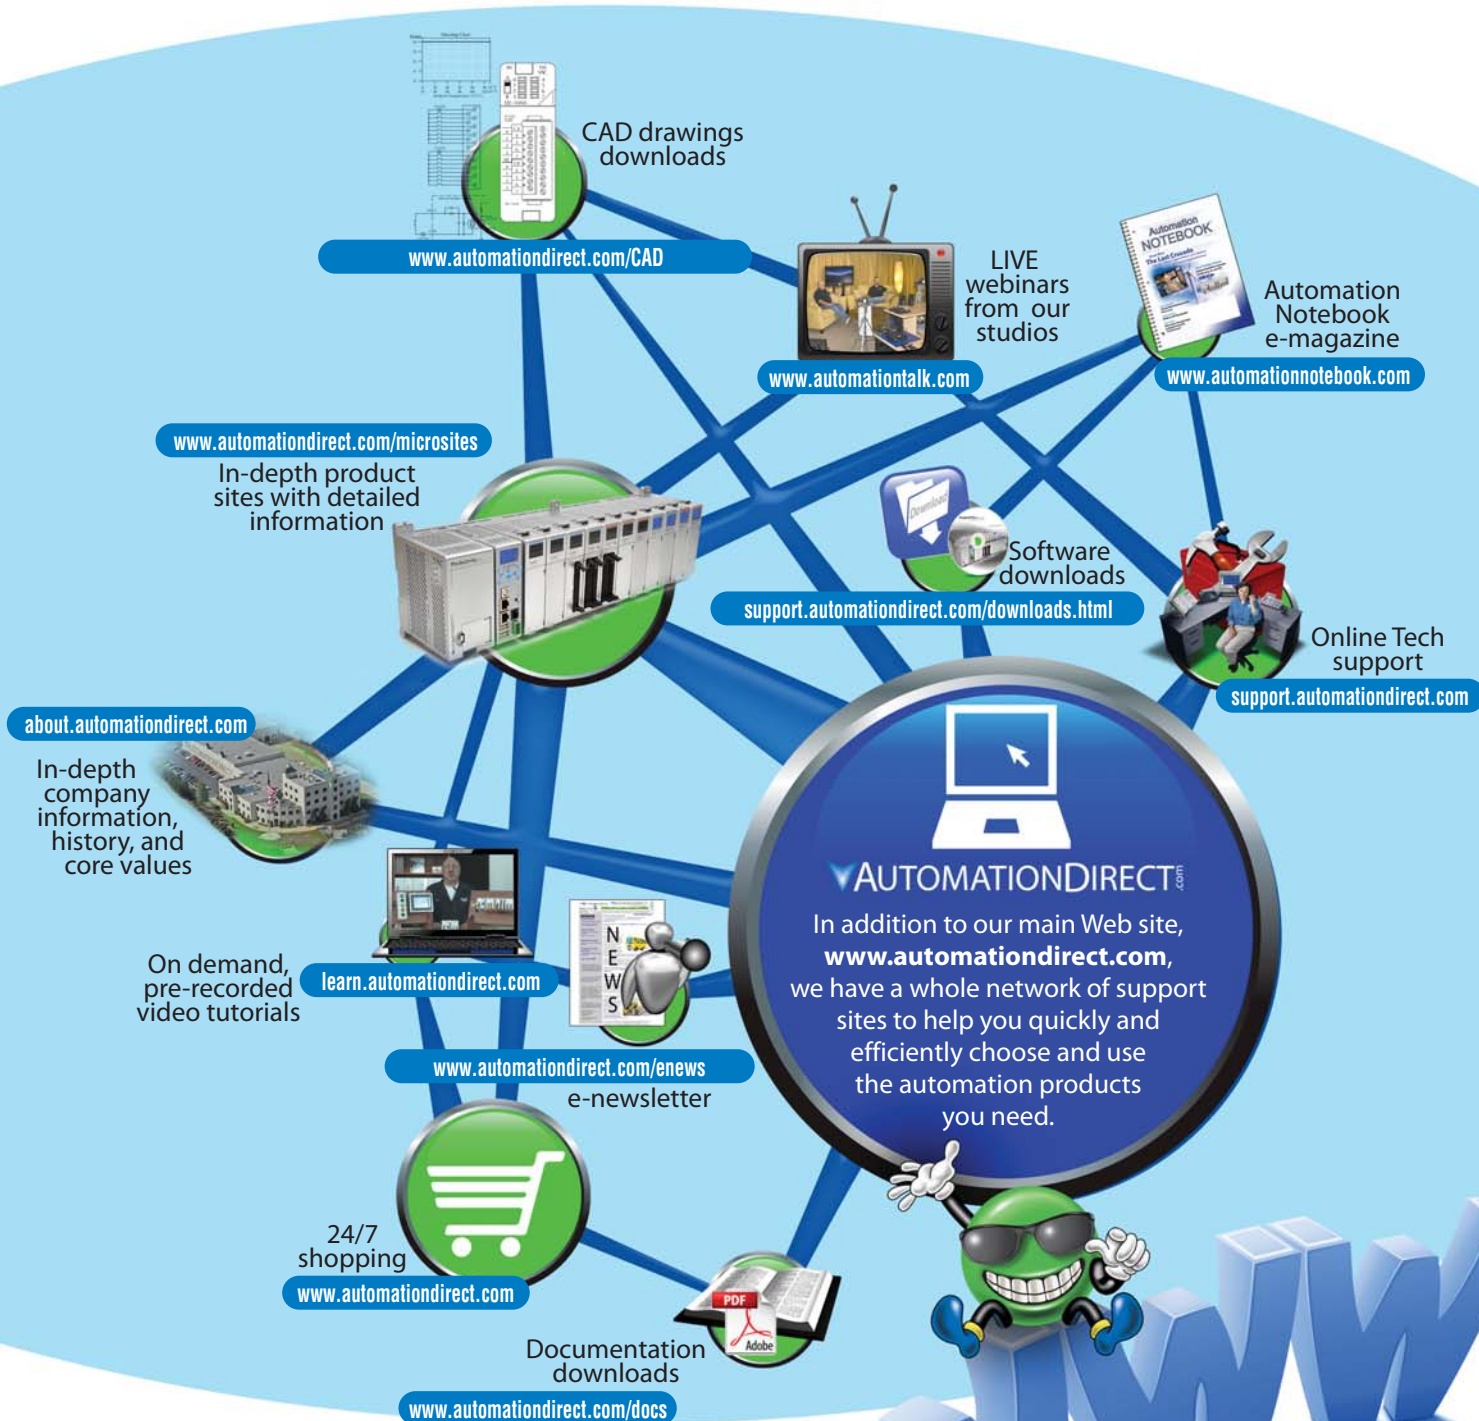 CAD drawings
downloads
www.automationdirect.com/CAD
LIVE
webinars
from our
studios
www.automationtalk.com
Automation
NOTEBOOK
The Last Crusade
Automation
Notebook
e-magazine
www.automationnotebook.com
www.automationdirect.com/microsites
In-depth product
sites with detailed
information
Download
Software
downloads
support.automationdirect.com/downloads.html
Online Tech
support
support.automationdirect.com
about.automationdirect.com
In-depth
company
information,
history, and
core values
On demand,
pre-recorded
video tutorials
learn.automationdirect.com
NEWS
www.automationdirect.com/enews
e-newsletter
AUTOMATIONDIRECT.com
In addition to our main Web site,
www.automationdirect.com,
we have a whole network of support
sites to help you quickly and
efficiently choose and use
the automation products
you need.
24/7
shopping
www.automationdirect.com
PDF
Adobe
Documentation
downloads
www.automationdirect.com/docs
WWW